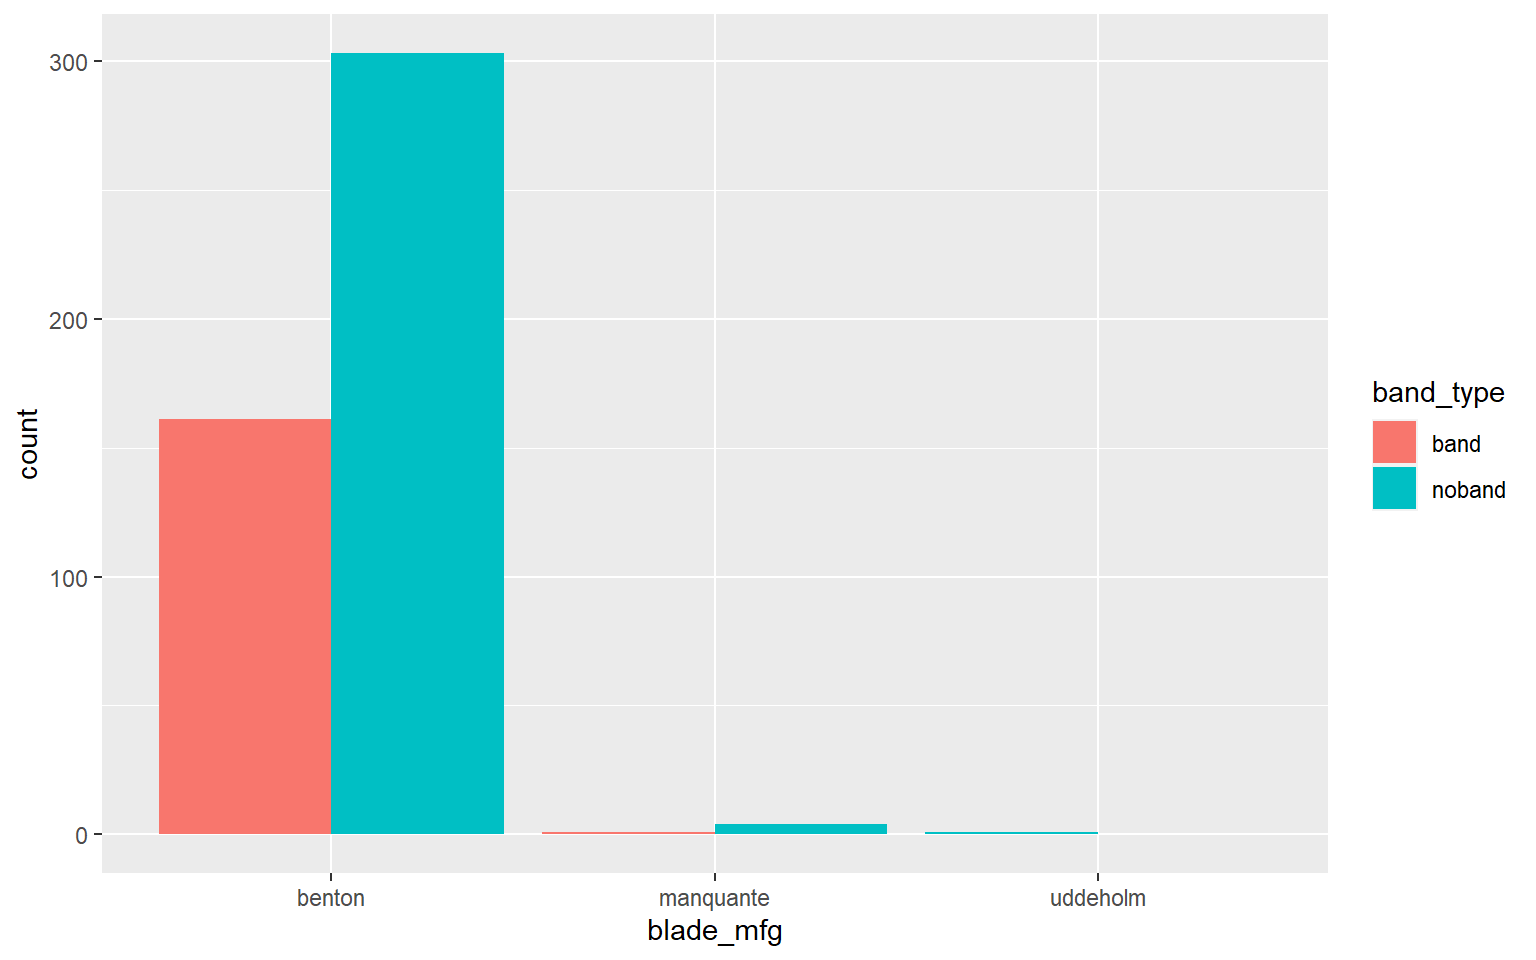 300
200
100
0
count
benton
manquante
uddeholm
blade_mfg
band_type
band
noband